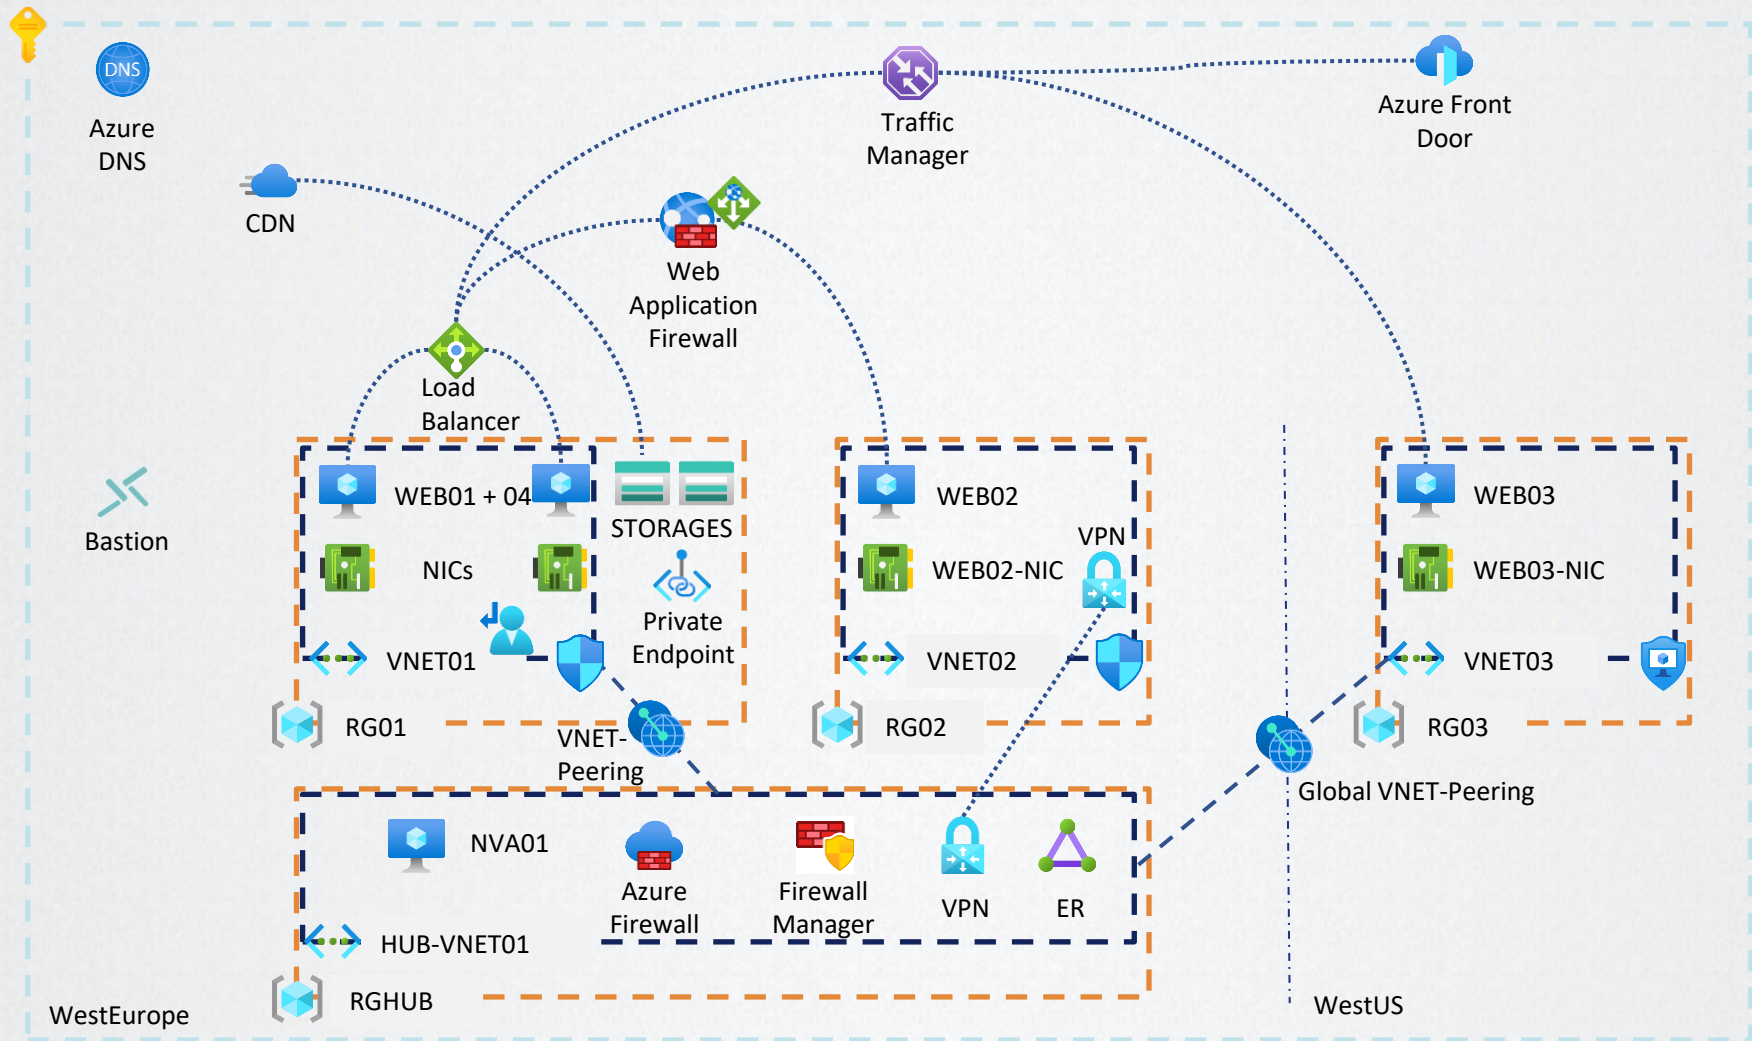 DNS
Azure
DNS
CDN
Traffic
Manager
Azure Front
Door
Web
Application
Firewall
Load
Balancer
Bastion
WEB01 + 04
STORAGES
NICs
Private
Endpoint
VNET01
RG01
VNET-
Peering
WEB02
VPN
WEB02-NIC
VNET02
RG02
WEB03
WEB03-NIC
VNET03
RG03
Global VNET-Peering
NVA01
Azure
Firewall
Firewall
Manager
VPN
ER
HUB-VNET01
RGHUB
WestEurope
WestUS